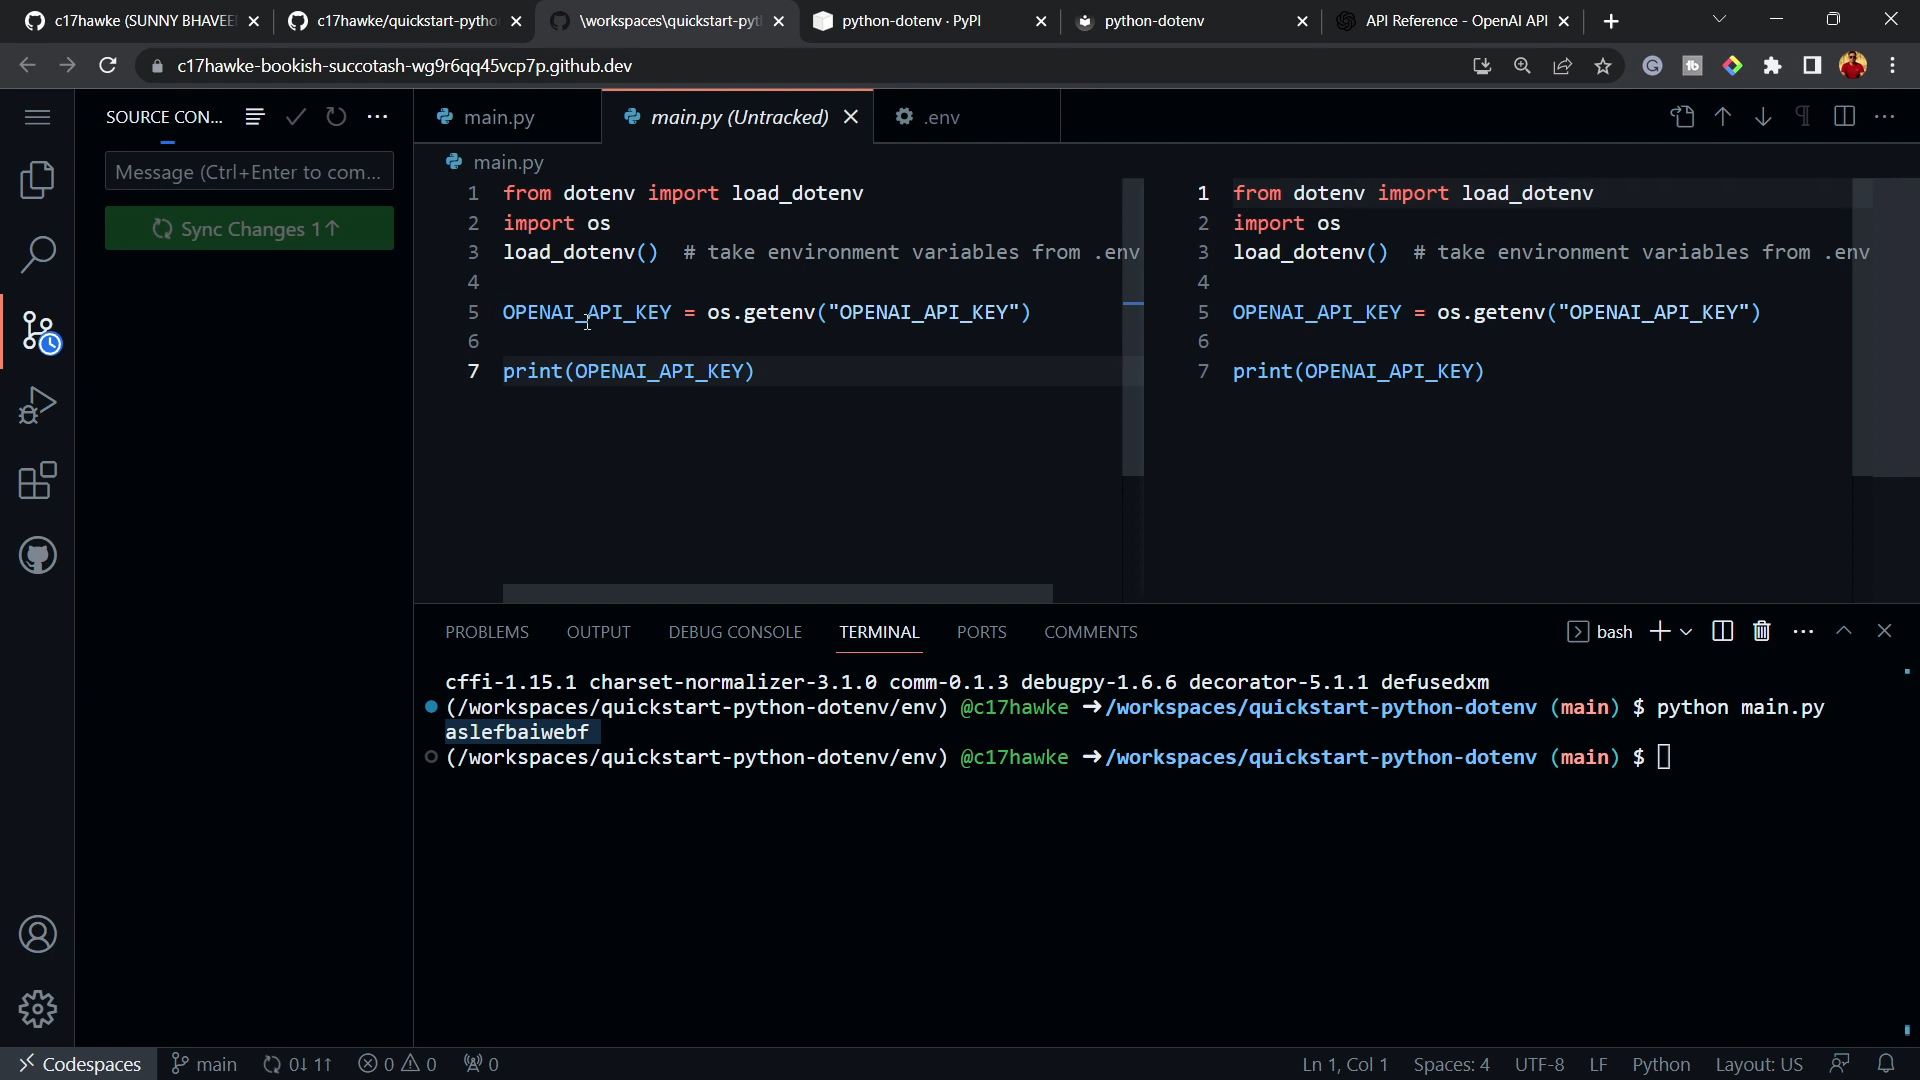 c17hawke (SUNNY BHAVEE
c17hawke/quickstart-pytho
\workspaces\quickstart-pyt
python-dotenv · PyPI
python-dotenv
API Reference - OpenAI API
c17hawke-bookish-succotash-wg9r6qq45vcp7p.github.dev
SOURCE CON...
main.py
main.py (Untracked)
.env
Message (Ctrl+Enter to com...
Sync Changes 1↑
main.py
1 from dotenv import load_dotenv
2 import os
3 load_dotenv() # take environment variables from .env
4
5 OPENAI_API_KEY = os.getenv("OPENAI_API_KEY")
6
7 print(OPENAI_API_KEY)
1 from dotenv import load_dotenv
2 import os
3 load_dotenv() # take environment variables from .env
4
5 OPENAI_API_KEY = os.getenv("OPENAI_API_KEY")
6
7 print(OPENAI_API_KEY)
PROBLEMS OUTPUT DEBUG CONSOLE TERMINAL PORTS COMMENTS
bash
cffi-1.15.1 charset-normalizer-3.1.0 comm-0.1.3 debugpy-1.6.6 decorator-5.1.1 defusedxm
(/workspaces/quickstart-python-dotenv/env) @c17hawke ➜/workspaces/quickstart-python-dotenv (main) $ python main.py
aslefbaiwebf
(/workspaces/quickstart-python-dotenv/env) @c17hawke ➜/workspaces/quickstart-python-dotenv (main) $
Codespaces main 0↓ 1↑ 0 0 0 Ln 1, Col 1 Spaces: 4 UTF-8 LF Python Layout: US